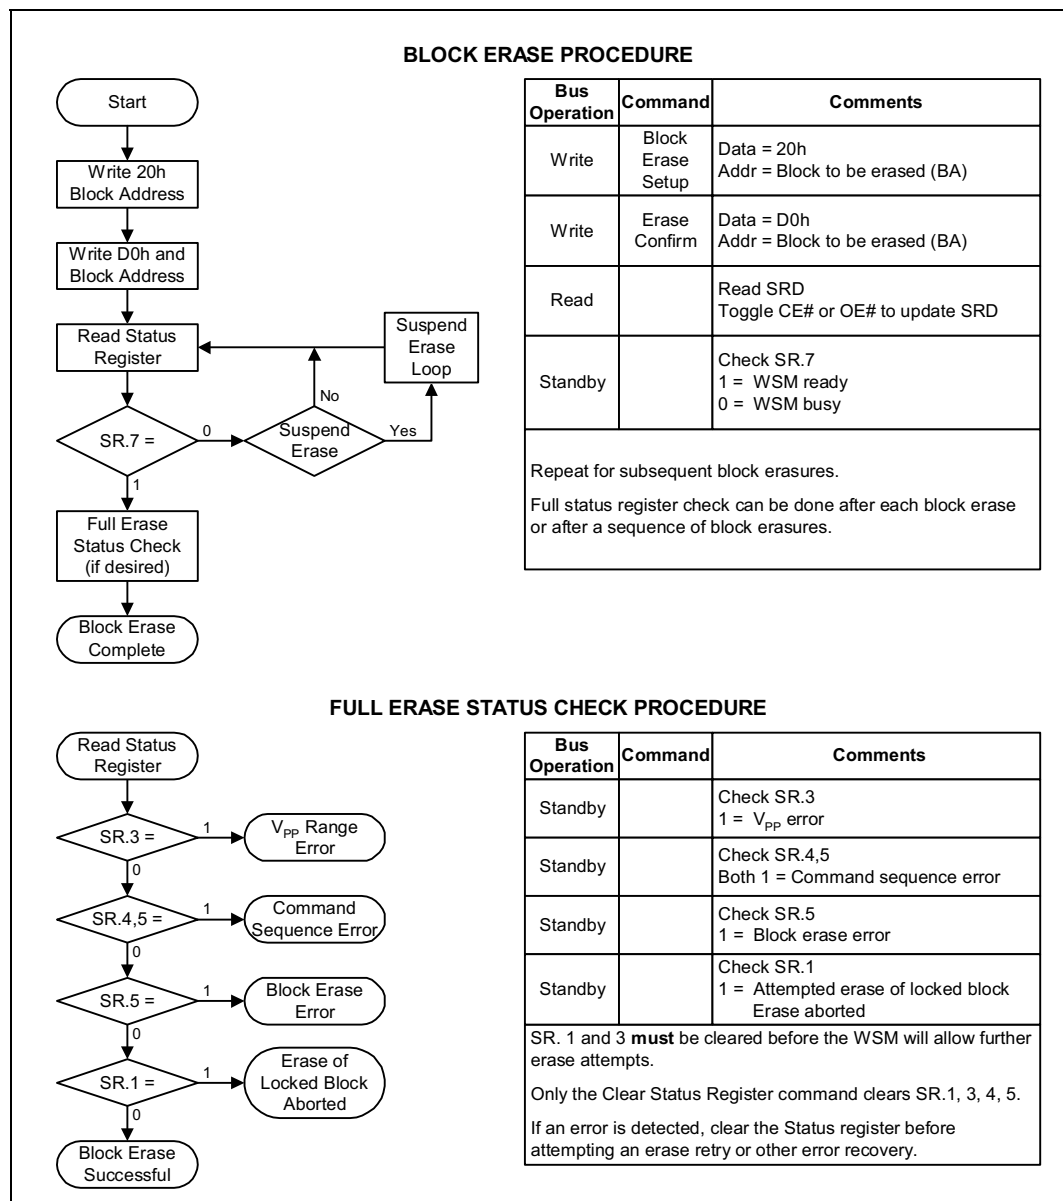 BLOCK ERASE PROCEDURE
Start
Write 20h
Block Address
Write D0h and
Block Address
Read Status
Register
Suspend
Erase
Loop
No
SR.7 =
0
Suspend
Erase
Yes
1
Full Erase
Status Check
(if desired)
Block Erase
Complete
Bus
Operation
Command
Comments
Write
Block
Erase
Setup
Data = 20h
Addr = Block to be erased (BA)
Write
Erase
Confirm
Data = D0h
Addr = Block to be erased (BA)
Read
Read SRD
Toggle CE# or OE# to update SRD
Standby
Check SR.7
1 = WSM ready
0 = WSM busy
Repeat for subsequent block erasures.
Full status register check can be done after each block erase
or after a sequence of block erasures.
FULL ERASE STATUS CHECK PROCEDURE
Read Status
Register
SR.3 =
1
VPP Range
Error
0
SR.4,5 =
1
Command
Sequence Error
0
SR.5 =
1
Block Erase
Error
0
SR.1 =
1
Erase of
Locked Block
Aborted
0
Block Erase
Successful
Bus
Operation
Command
Comments
Standby
Check SR.3
1 = VPP error
Standby
Check SR.4,5
Both 1 = Command sequence error
Standby
Check SR.5
1 = Block erase error
Standby
Check SR.1
1 = Attempted erase of locked block
Erase aborted
SR. 1 and 3 must be cleared before the WSM will allow further
erase attempts.
Only the Clear Status Register command clears SR.1, 3, 4, 5.
If an error is detected, clear the Status register before
attempting an erase retry or other error recovery.